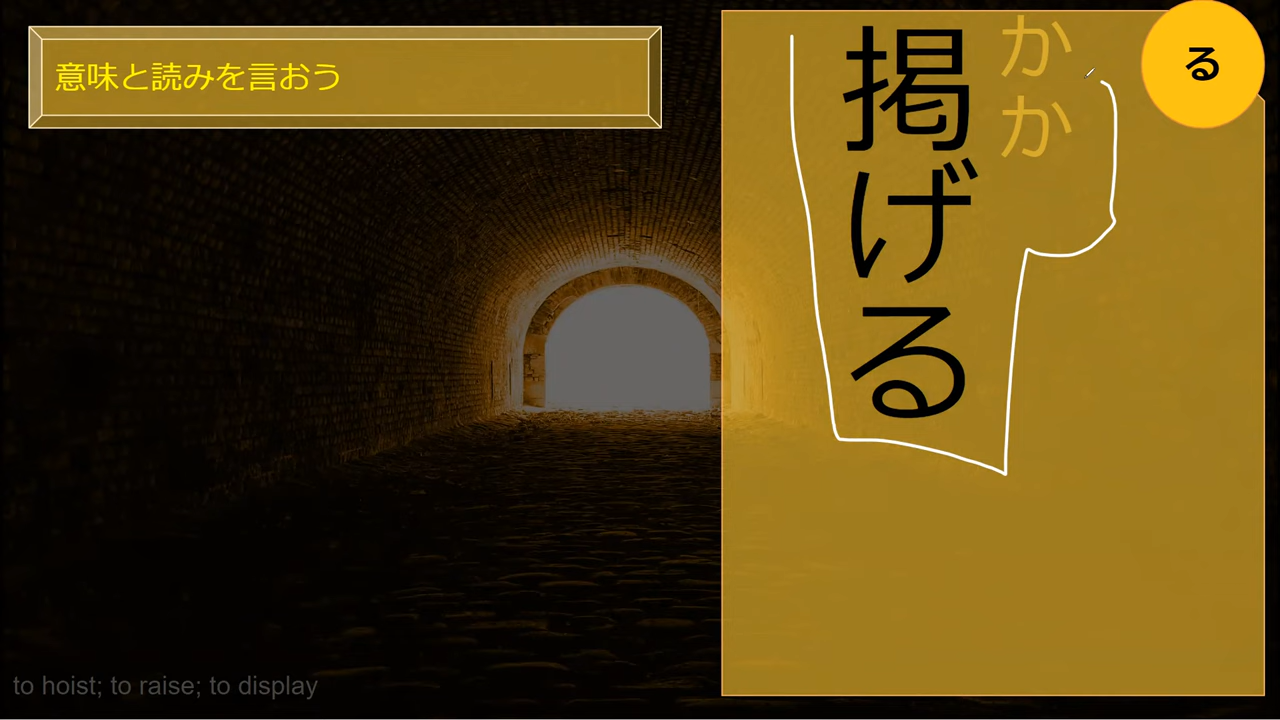 意味と読みを言おう
る
かか
掲げる
to hoist; to raise; to display